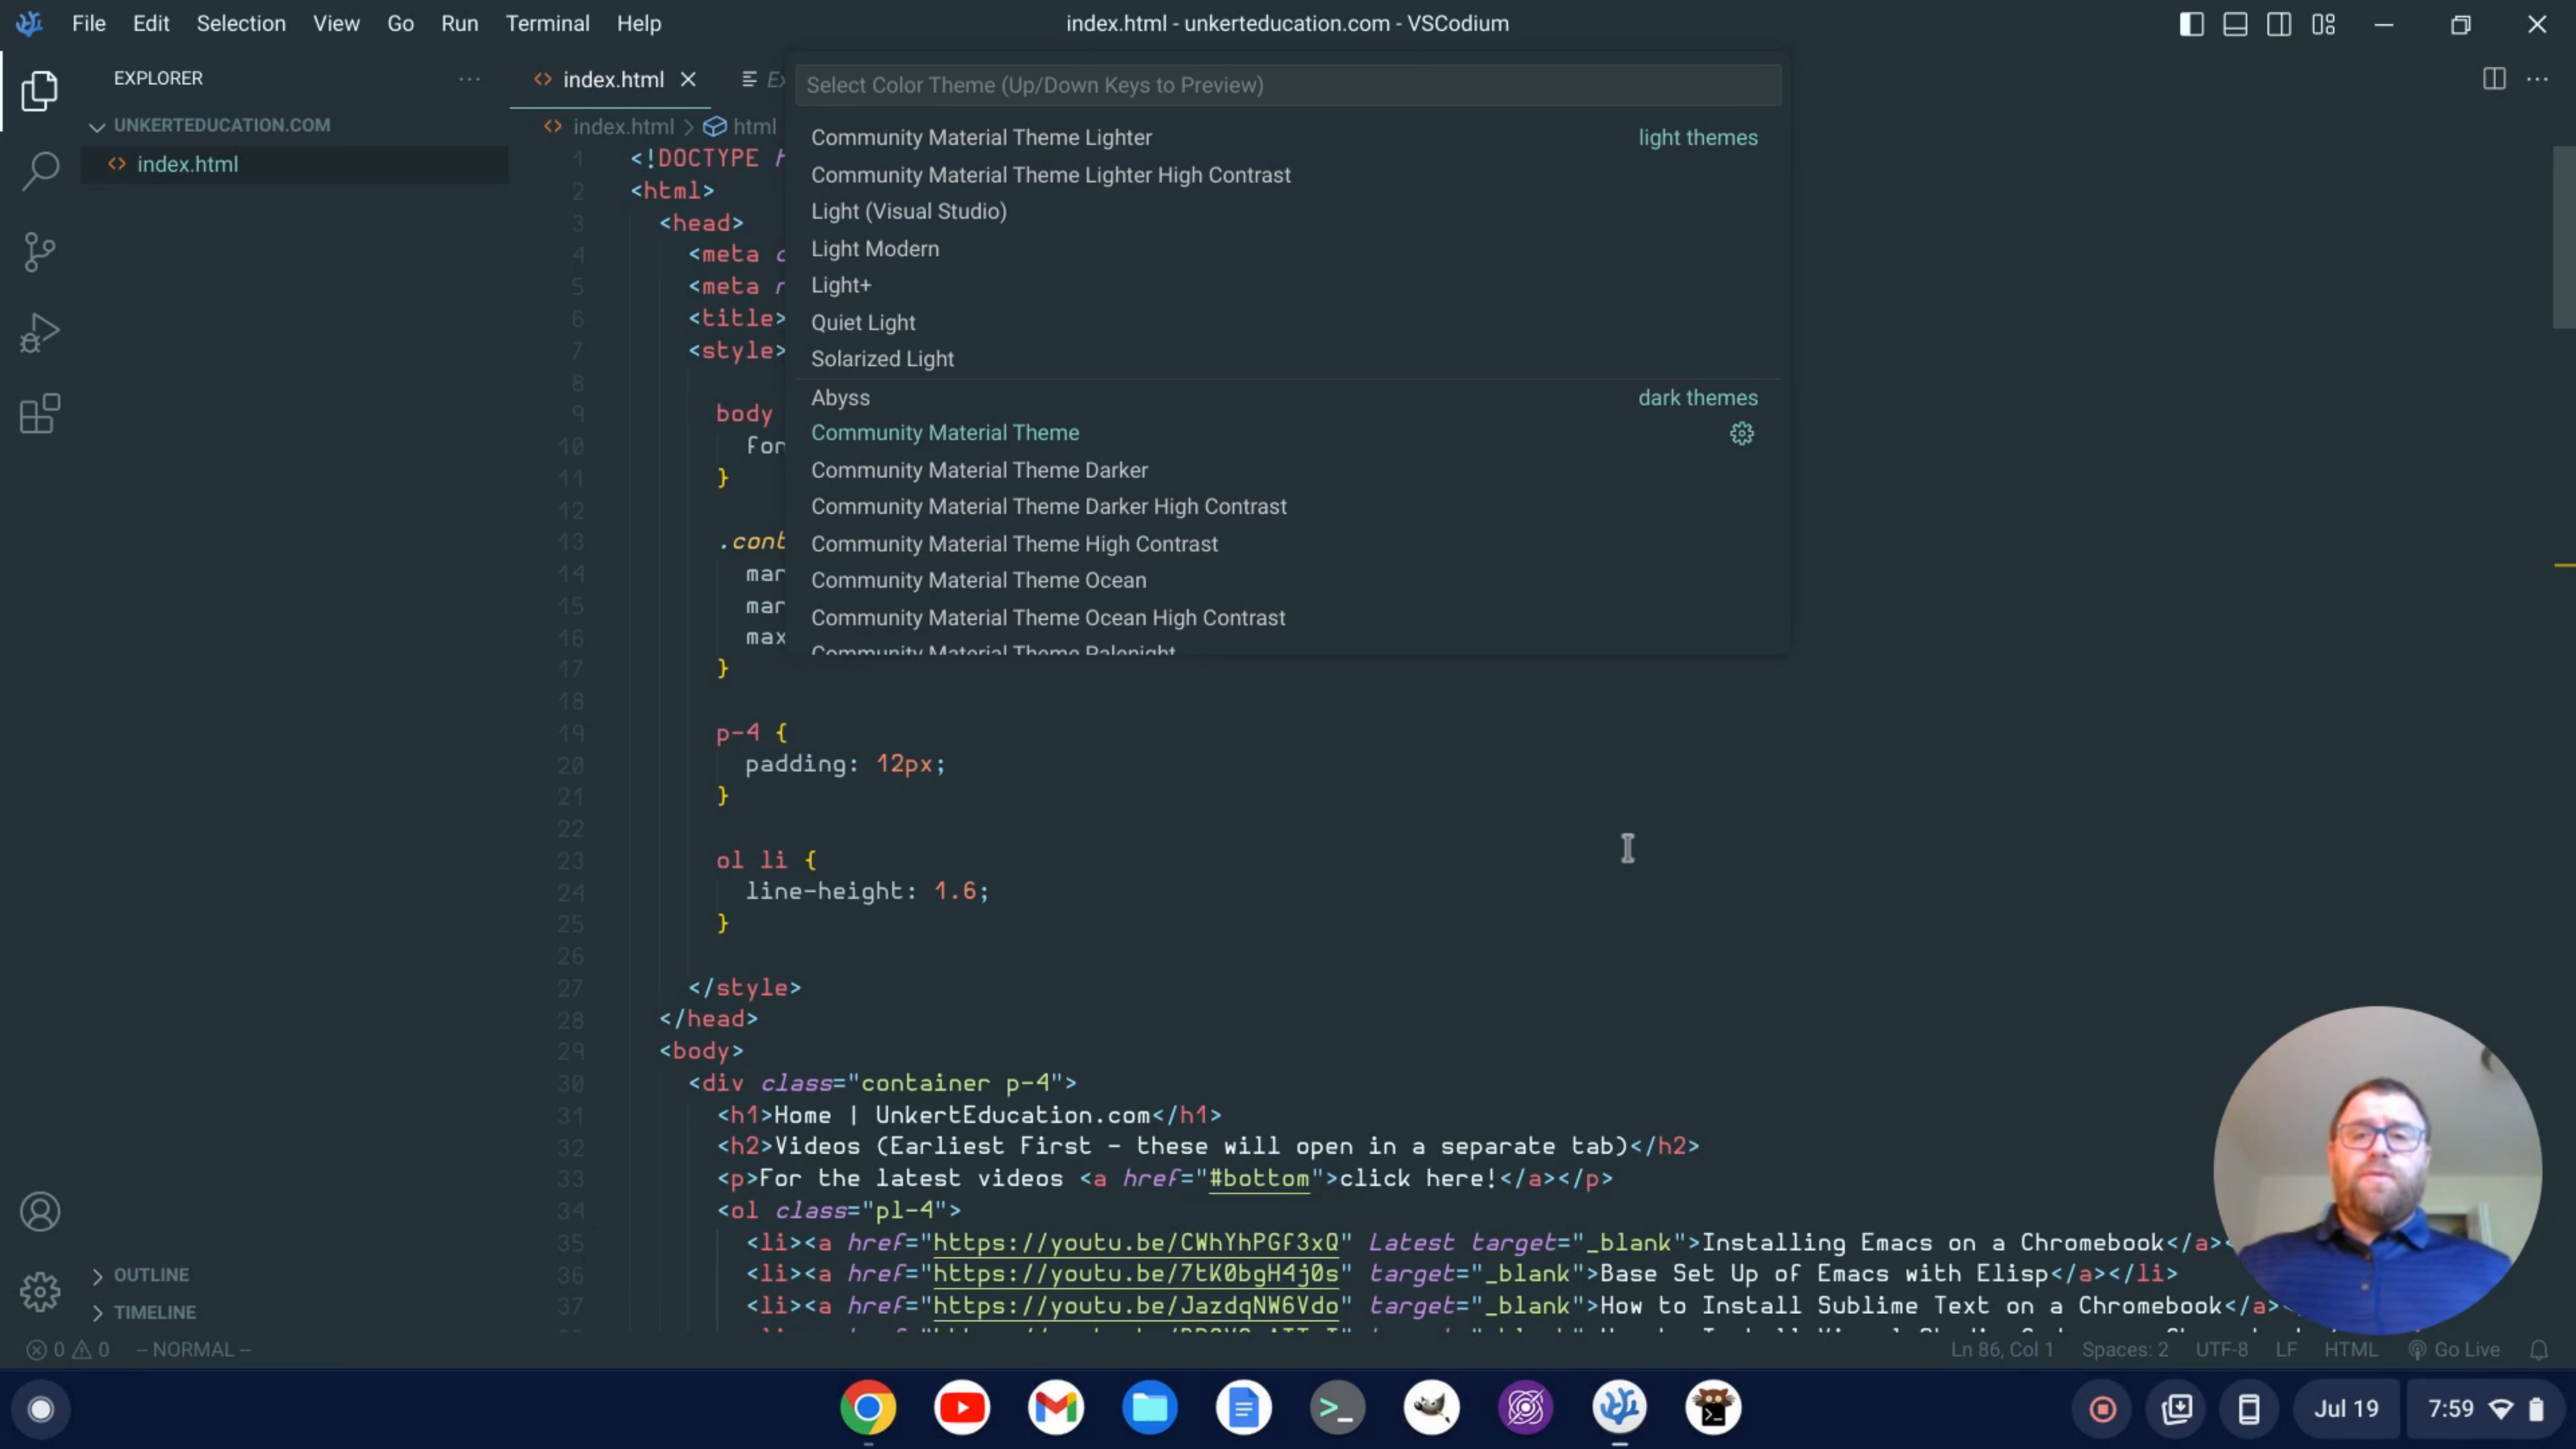 File Edit Selection View Go Run Terminal Help
index.html - unkerteducation.com - VSCodium
EXPLORER
UNKERTEDUCATION.COM
index.html
OUTLINE
TIMELINE
index.html
index.html > html
Select Color Theme (Up/Down Keys to Preview)
Community Material Theme Lighter light themes
Community Material Theme Lighter High Contrast
Light (Visual Studio)
Light Modern
Light+
Quiet Light
Solarized Light
Abyss dark themes
Community Material Theme
Community Material Theme Darker
Community Material Theme Darker High Contrast
Community Material Theme High Contrast
Community Material Theme Ocean
Community Material Theme Ocean High Contrast
Community Material Theme Palenight
1 <!DOCTYPE
2 <html>
3 <head>
4 <meta
5 <meta
6 <title>
7 <style>
8
9 body
10 for
11 }
12
13 .cont
14 mar
15 mar
16 max
17 }
18
19 p-4 {
20 padding: 12px;
21 }
22
23 ol li {
24 line-height: 1.6;
25 }
26
27 </style>
28 </head>
29 <body>
30 <div class="container p-4">
31 <h1>Home | UnkertEducation.com</h1>
32 <h2>Videos (Earliest First - these will open in a separate tab)</h2>
33 <p>For the latest videos <a href="#bottom">click here!</a></p>
34 <ol class="pl-4">
35 <li><a href="https://youtu.be/CWhYhPGf3xQ" Latest target="_blank">Installing Emacs on a Chromebook</a>
36 <li><a href="https://youtu.be/7tK0bgH4j0s" target="_blank">Base Set Up of Emacs with Elisp</a></li>
37 <li><a href="https://youtu.be/JazdqNW6Vdo" target="_blank">How to Install Sublime Text on a Chromebook</a>
0 0 -- NORMAL --
Ln 86, Col 1 Spaces: 2 UTF-8 LF HTML Go Live
Jul 19 7:59